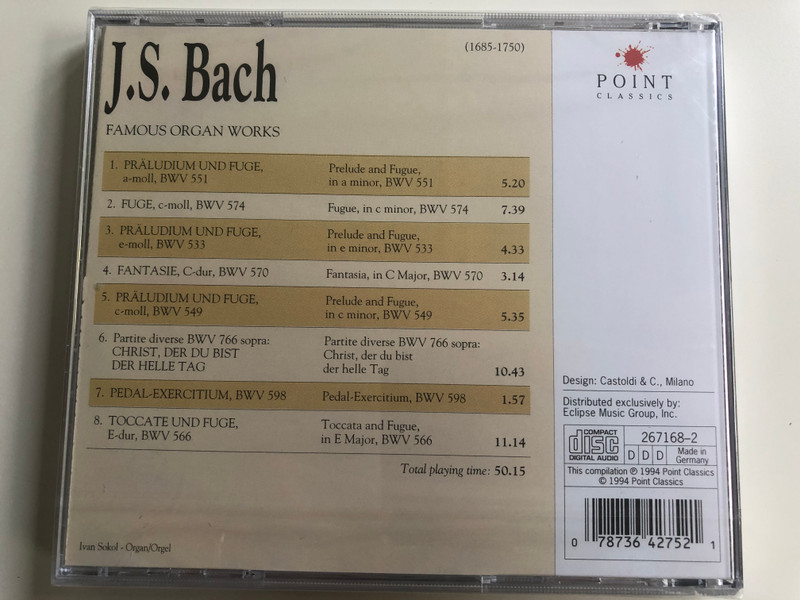 J.S. Bach
(1685-1750)
FAMOUS ORGAN WORKS
1. PRÄLUDIUM UND FUGE,
a-moll, BWV 551
Prelude and Fugue,
in a minor, BWV 551
5.20
2. FUGE, c-moll, BWV 574
Fugue, in c minor, BWV 574
7.39
3. PRÄLUDIUM UND FUGE,
e-moll, BWV 533
Prelude and Fugue,
in e minor, BWV 533
4.33
4. FANTASIE, C-dur, BWV 570
Fantasia, in C Major, BWV 570
3.14
5. PRÄLUDIUM UND FUGE,
c-moll, BWV 549
Prelude and Fugue,
in c minor, BWV 549
5.35
6. Partite diverse BWV 766 sopra:
CHRIST, DER DU BIST
DER HELLE TAG
Partite diverse BWV 766 sopra:
Christ, der du bist
der helle Tag
10.43
7. PEDAL-EXERCITIUM, BWV 598
Pedal-Exercitium, BWV 598
1.57
8. TOCCATE UND FUGE,
E-dur, BWV 566
Toccata and Fugue,
in E Major, BWV 566
11.14
Total playing time: 50.15
Ivan Sokol - Organ/Orgel
POINT
CLASSICS
Design: Castoldi & C., Milano
Distributed exclusively by:
Eclipse Music Group, Inc.
COMPACT
disc
DIGITAL AUDIO
267168-2
D D D
Made in
Germany
This compilation ℗ 1994 Point Classics
© 1994 Point Classics
0 78736 42752 1